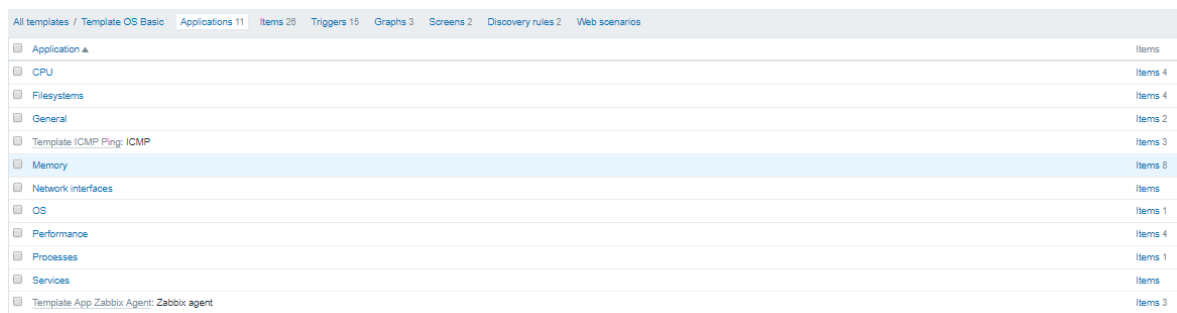 All templates / Template OS Basic Applications 11 Items 26 Triggers 15 Graphs 3 Screens 2 Discovery rules 2 Web scenarios
Application ▲ Items
CPU Items 4
Filesystems Items 4
General Items 2
Template ICMP Ping: ICMP Items 3
Memory Items 8
Network interfaces Items
OS Items 1
Performance Items 4
Processes Items 1
Services Items
Template App Zabbix Agent: Zabbix agent Items 3